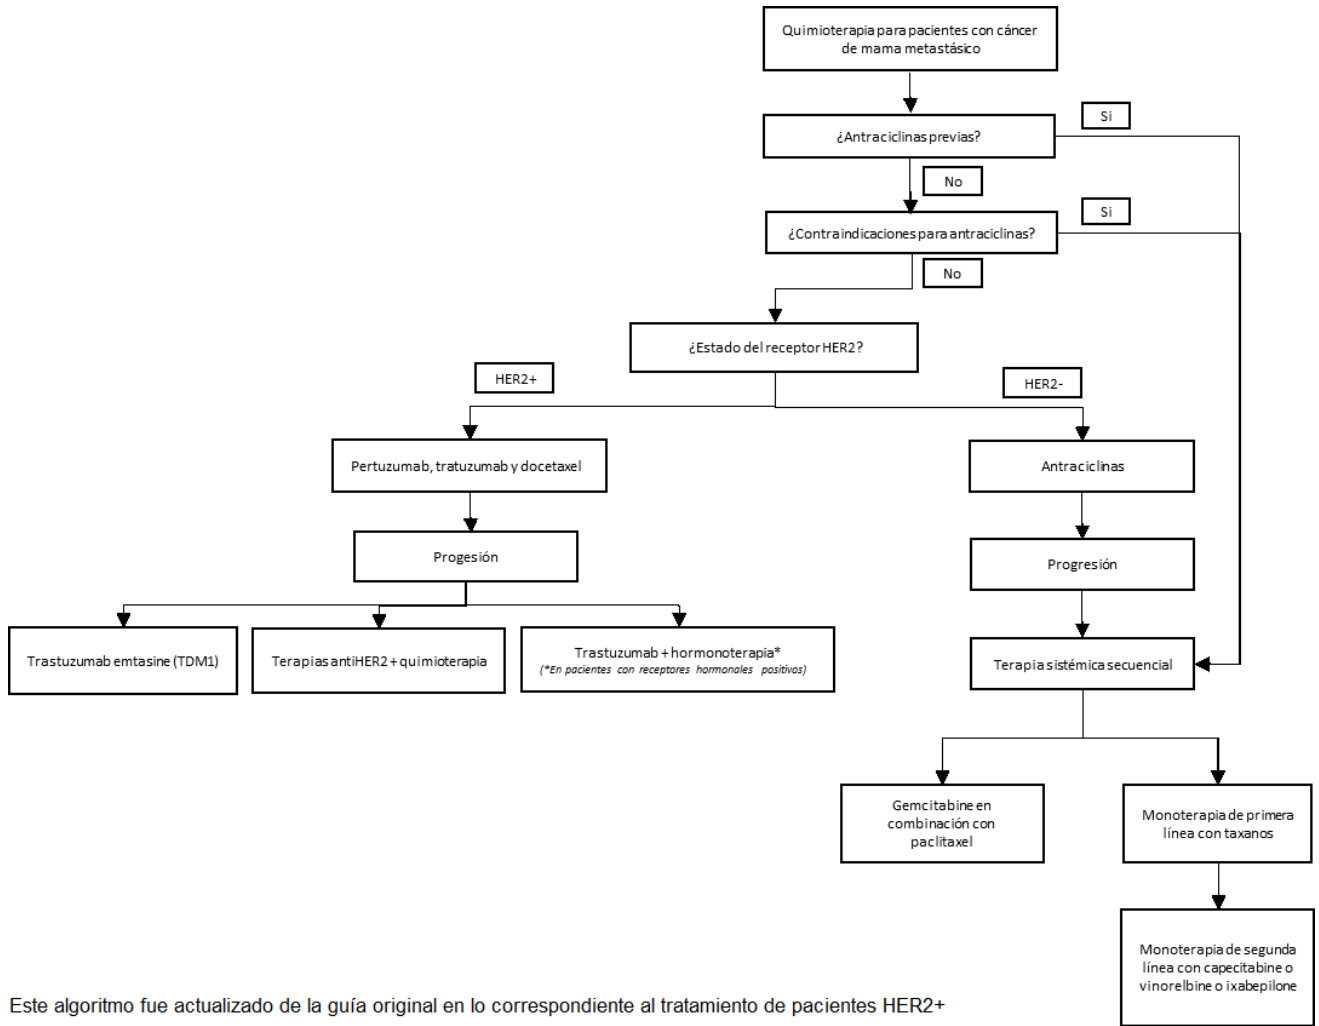 Quimioterapia para pacientes con cáncer
de mama metastásico
¿Antraciclinas previas?
Si
No
¿Contraindicaciones para antraciclinas?
Si
No
¿Estado del receptor HER2?
HER2+
HER2-
Pertuzumab, tratuzumab y docetaxel
Antraciclinas
Progesión
Progresión
Trastuzumab emtasine (TDM1)
Terapias antiHER2 + quimioterapia
Trastuzumab + hormonoterapia*
(*En pacientes con receptores hormonales positivos)
Terapia sistémica secuencial
Gemcitabine en
combinación con
paclitaxel
Monoterapia de primera
línea con taxanos
Monoterapia de segunda
línea con capecitabine o
vinorelbine o ixabepilone
Este algoritmo fue actualizado de la guía original en lo correspondiente al tratamiento de pacientes HER2+